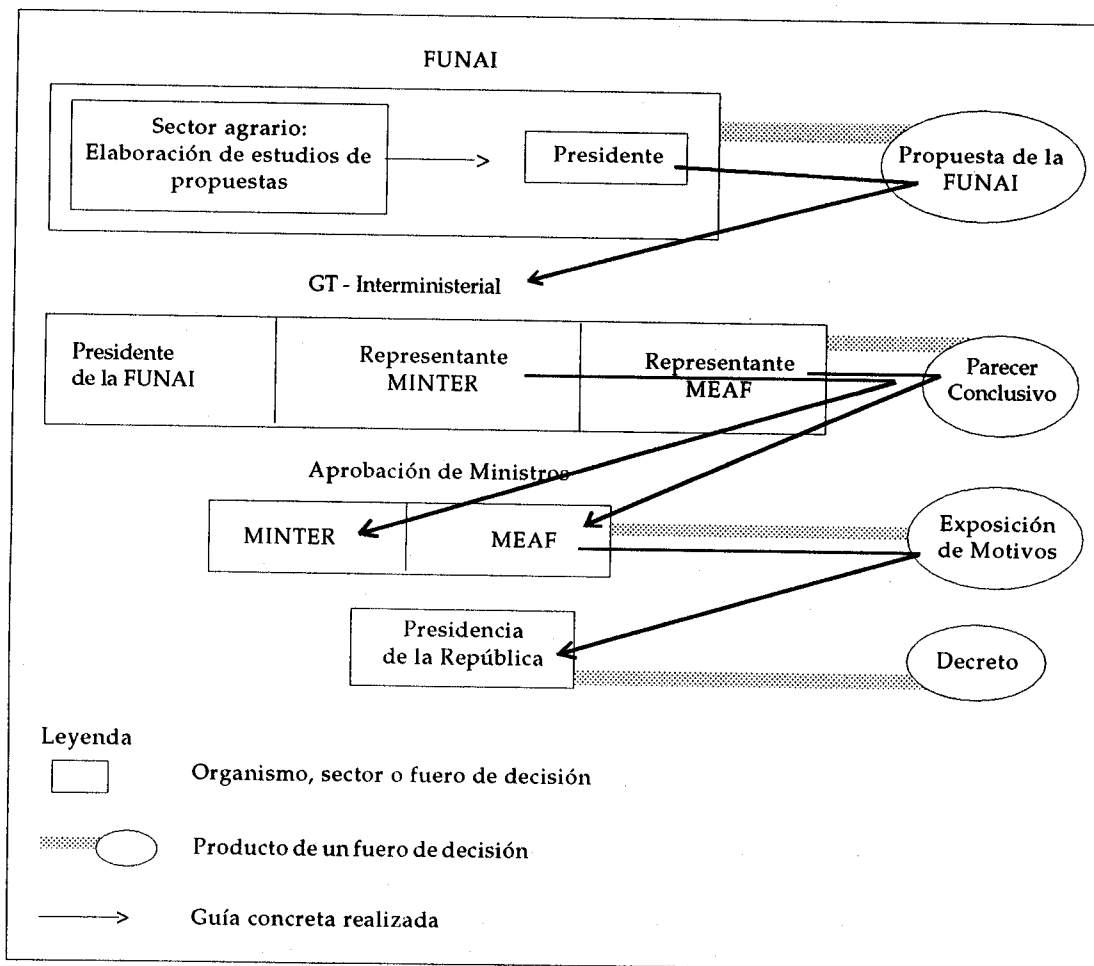 FUNAI
Sector agrario:
Elaboración de estudios de
propuestas
Presidente
Propuesta de la
FUNAI
GT - Interministerial
Presidente
de la FUNAI
Representante
MINTER
Representante
MEAF
Parecer
Conclusivo
Aprobación de Ministros
MINTER
MEAF
Exposición
de Motivos
Presidencia
de la República
Decreto
Leyenda
Organismo, sector o fuero de decisión
Producto de un fuero de decisión
Guía concreta realizada